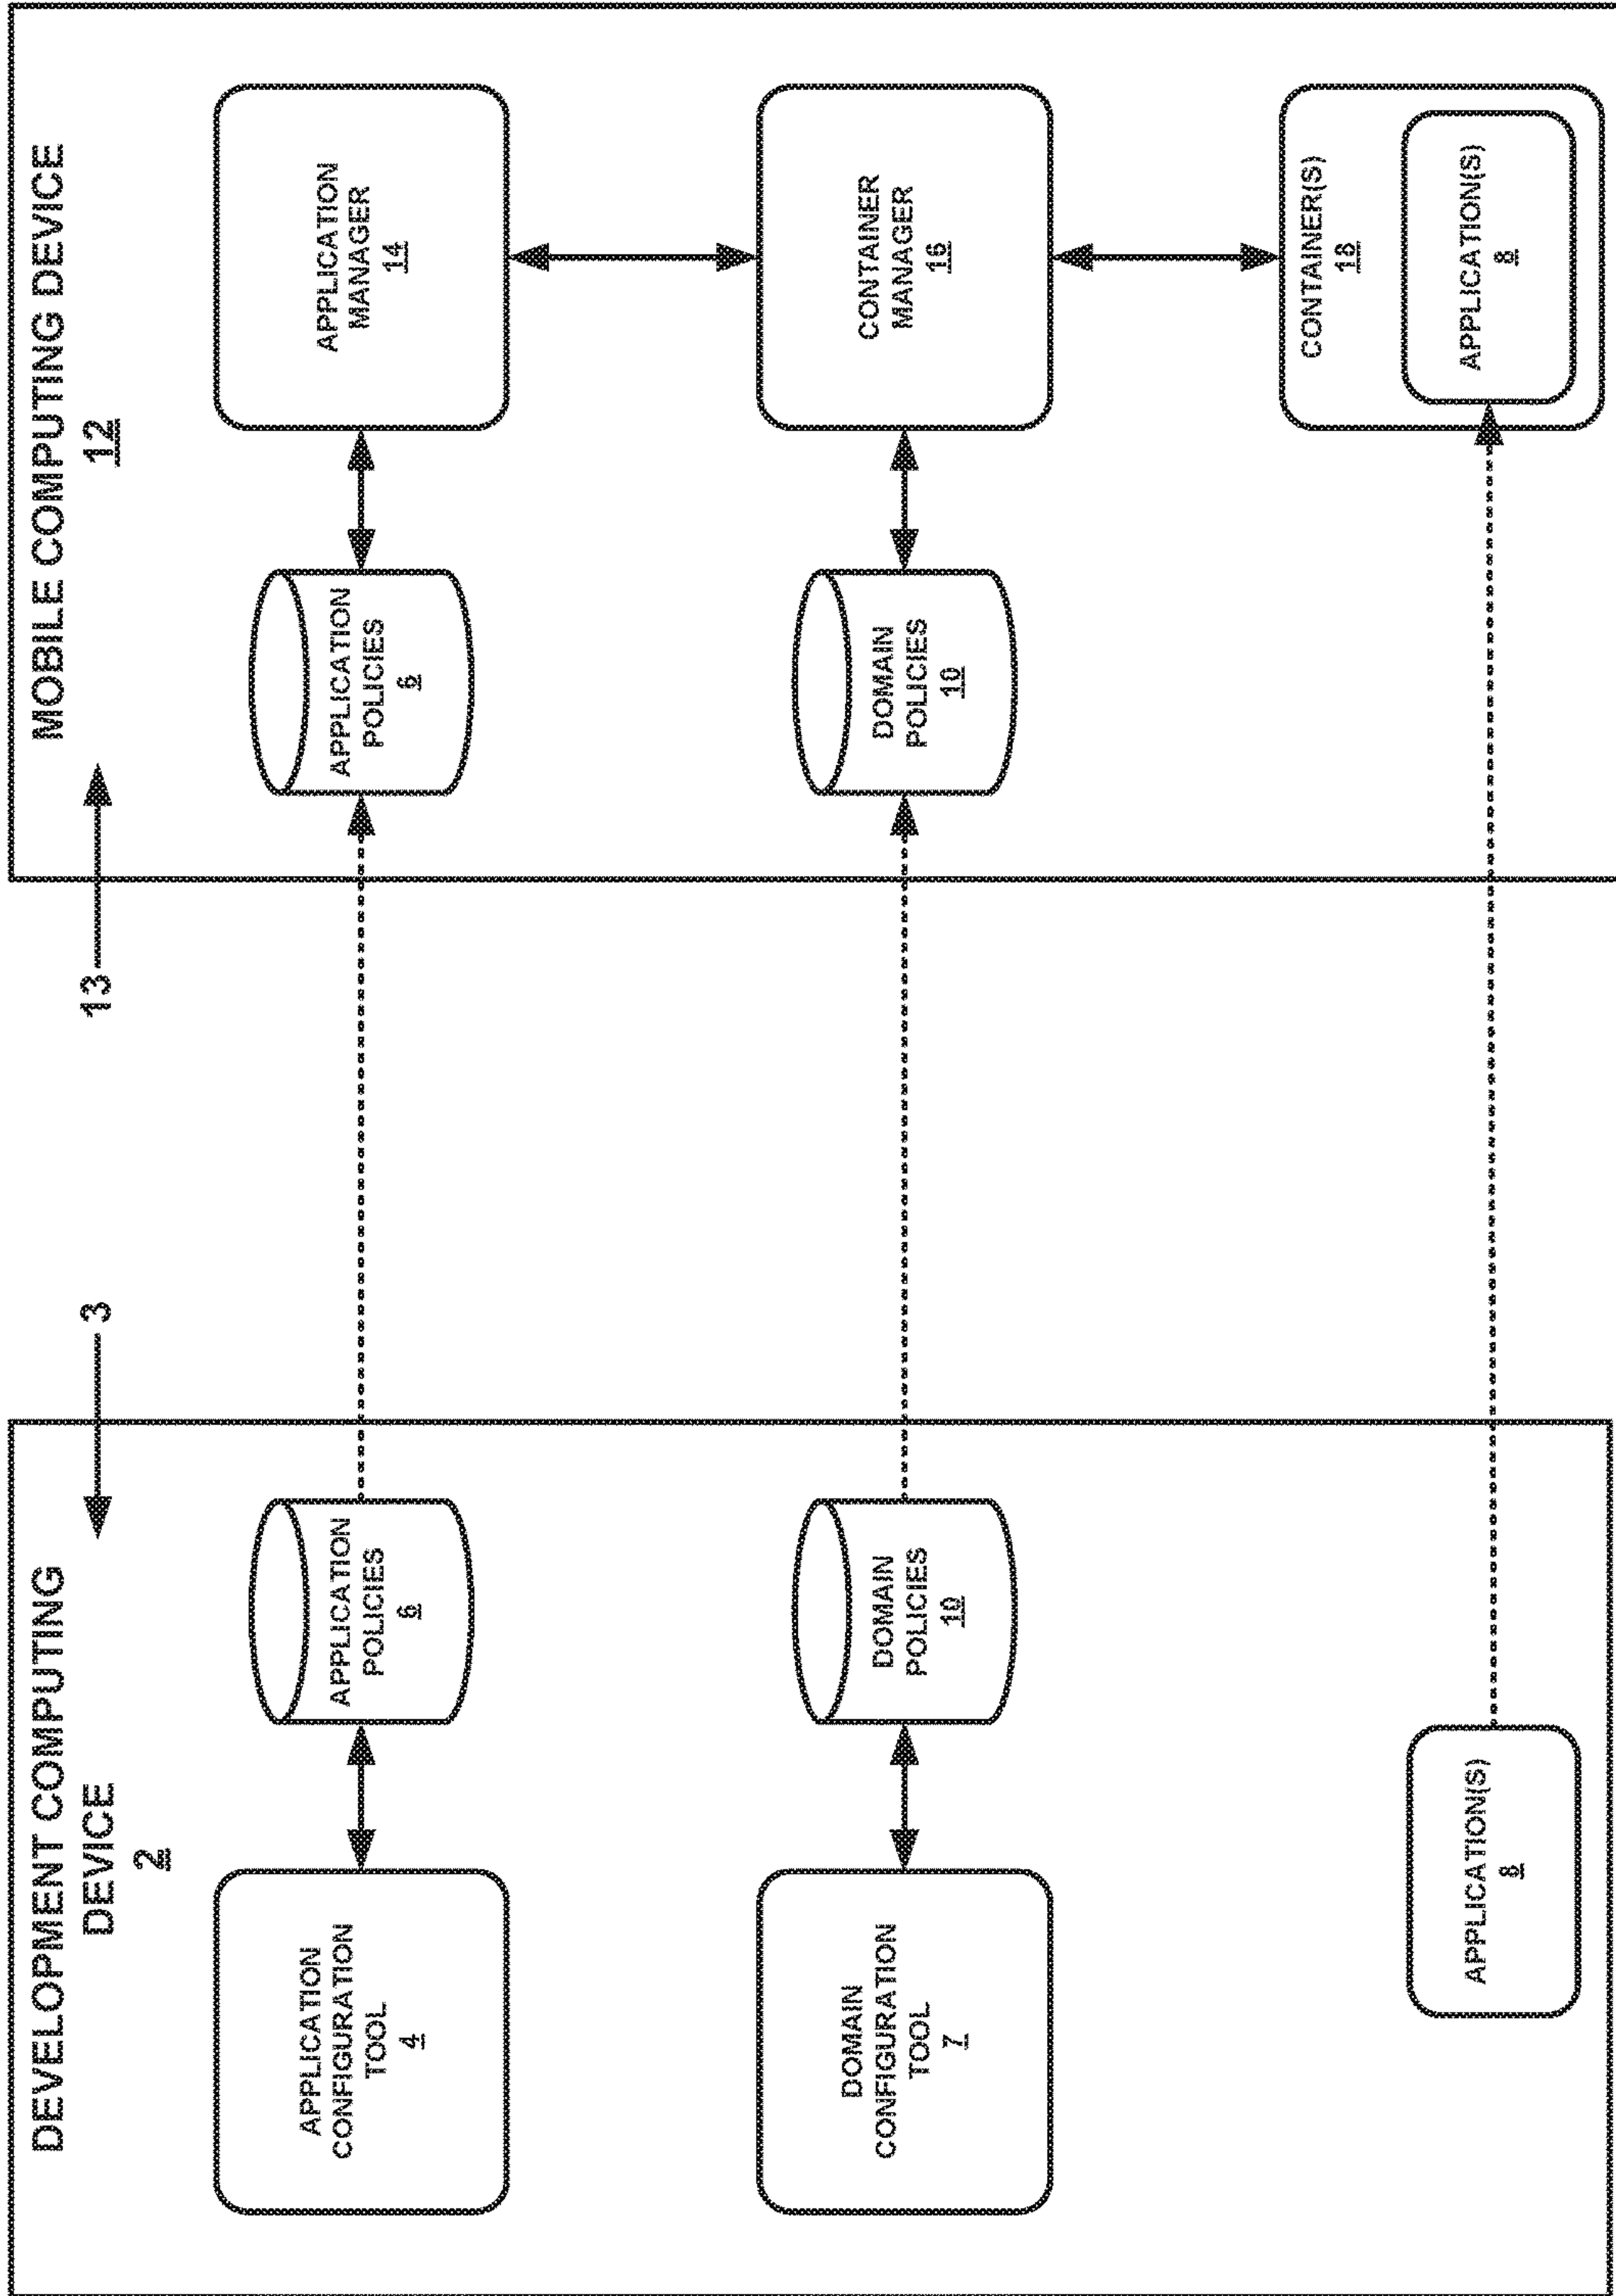 DEVELOPMENT COMPUTING
DEVICE
2
3
APPLICATION
CONFIGURATION
TOOL
4
APPLICATION
POLICIES
6
DOMAIN
CONFIGURATION
TOOL
7
DOMAIN
POLICIES
10
APPLICATION(S)
8
MOBILE COMPUTING DEVICE
12
13
APPLICATION
POLICIES
6
APPLICATION
MANAGER
14
DOMAIN
POLICIES
10
CONTAINER
MANAGER
16
CONTAINER(S)
18
APPLICATION(S)
8